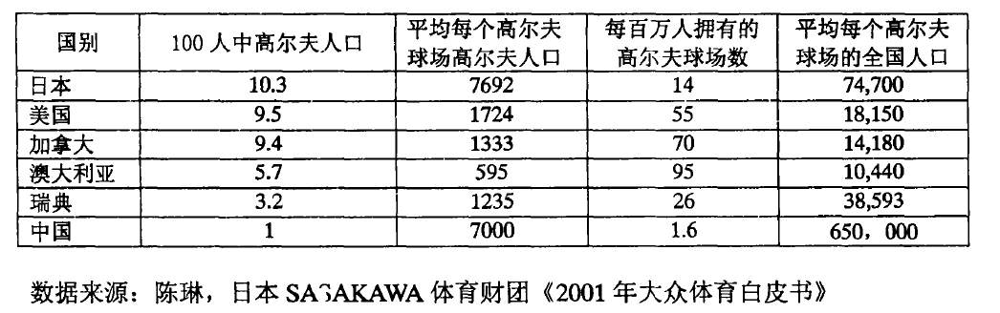 国别 100人中高尔夫人口 平均每个高尔夫球场高尔夫人口 每百万人拥有的高尔夫球场数 平均每个高尔夫球场的全国人口
日本 10.3 7692 14 74,700
美国 9.5 1724 55 18,150
加拿大 9.4 1333 70 14,180
澳大利亚 5.7 595 95 10,440
瑞典 3.2 1235 26 38,593
中国 1 7000 1.6 650，000
数据来源：陈琳，日本 SASAKAWA 体育财团《2001 年大众体育白皮书》